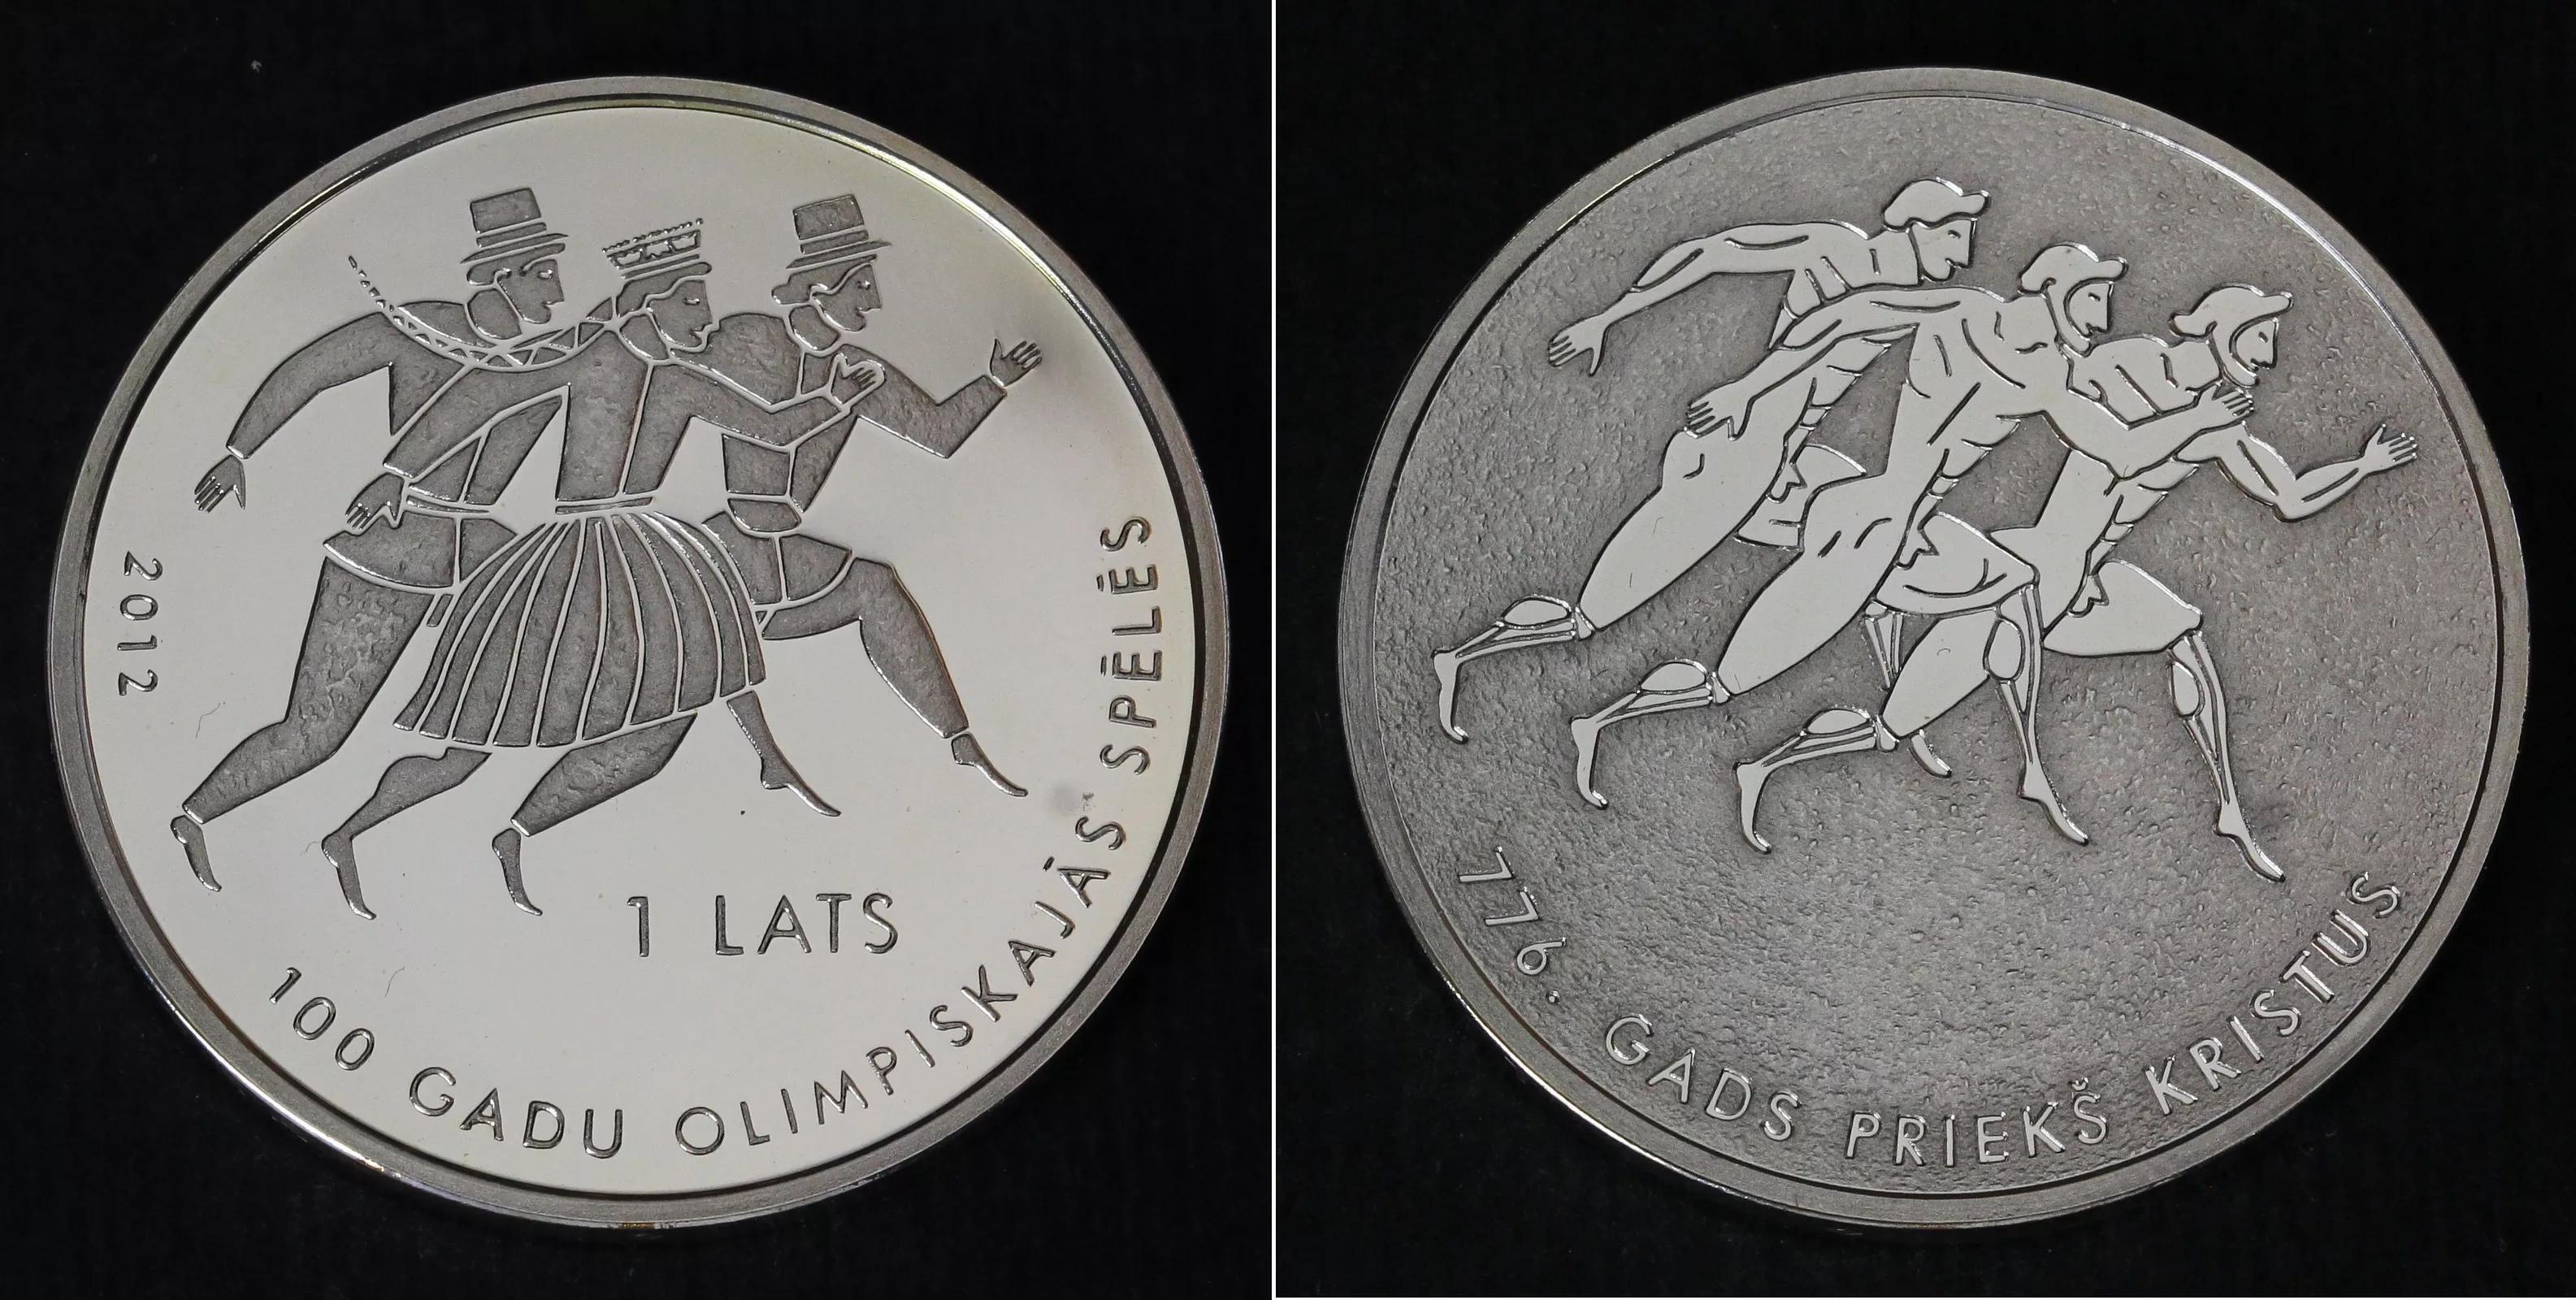 2012
1 LATS
100 GADU OLIMPISKAJĀS SPĒLĒS
776. GADS PRIEKŠ KRISTUS